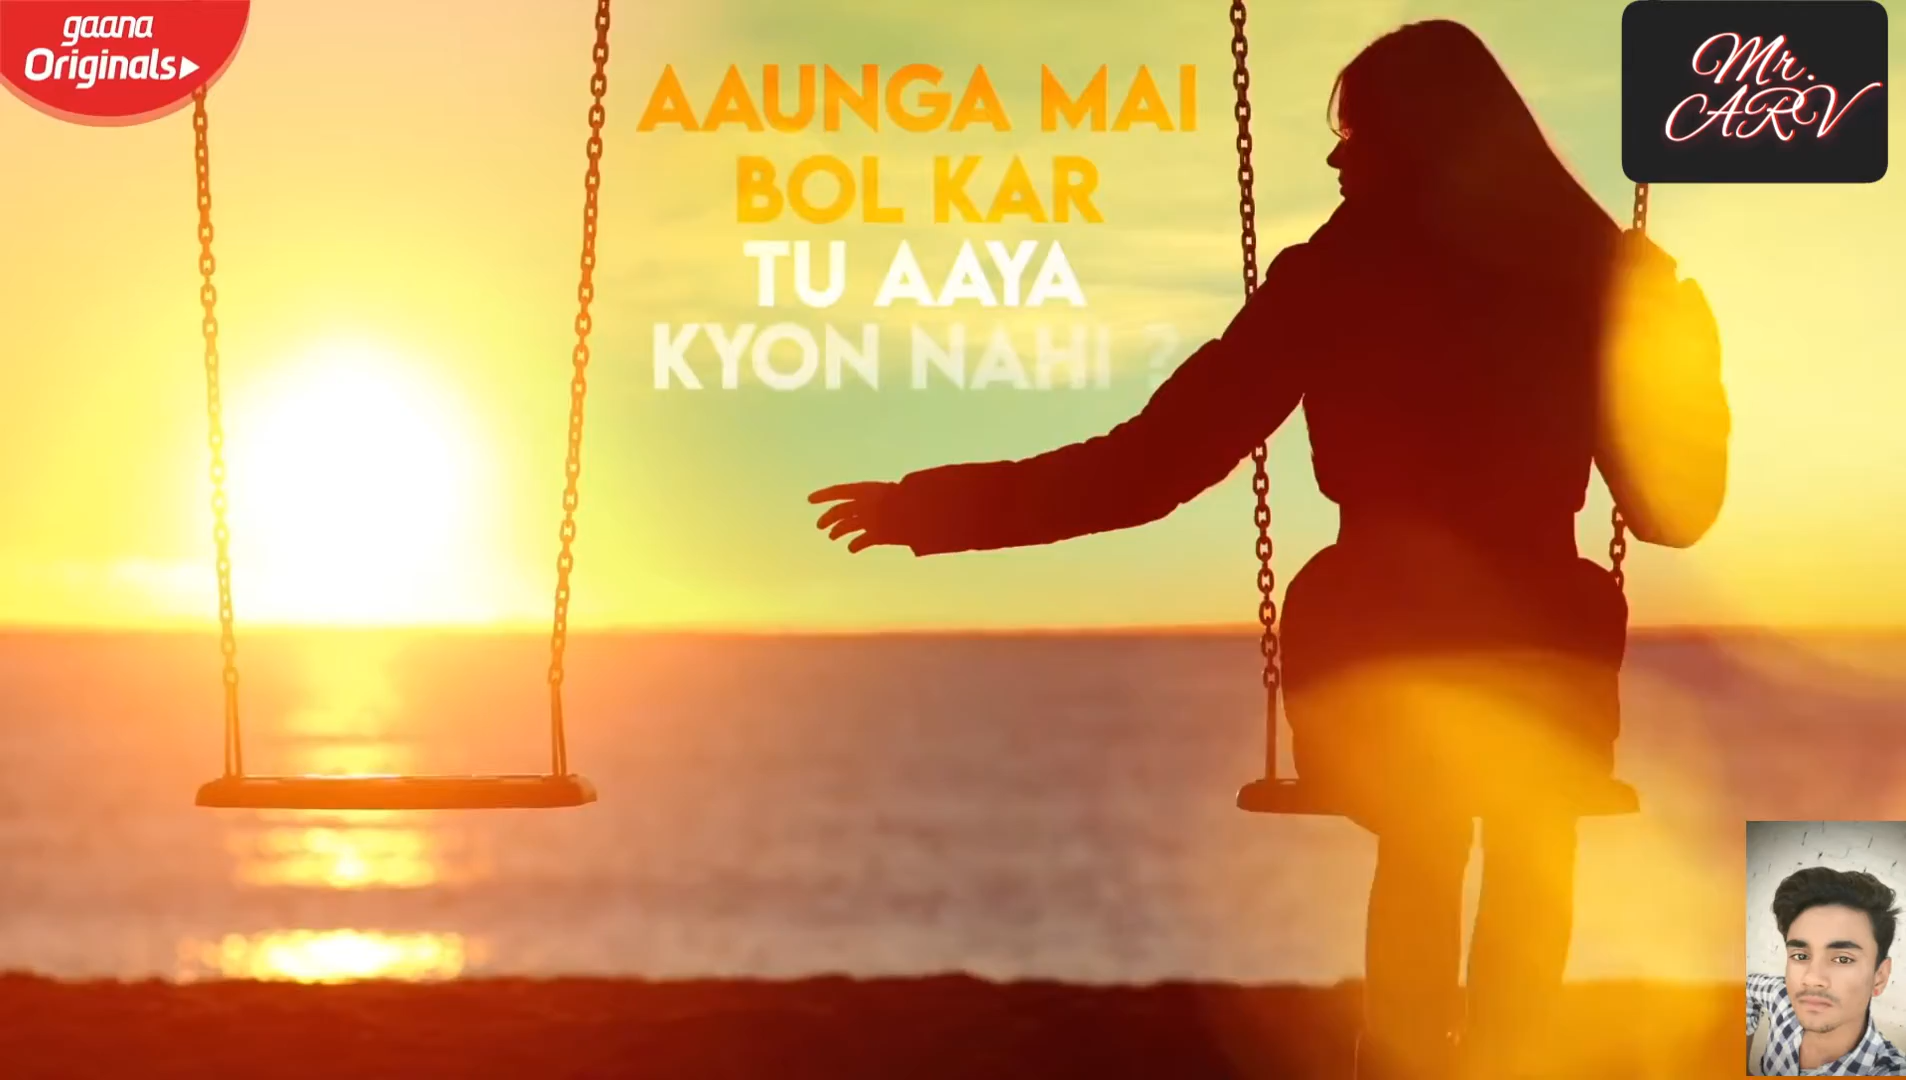 gaana
Originals
AAUNGA MAI
BOL KAR
TU AAYA
KYON NAHI ?
Mr.
ARV